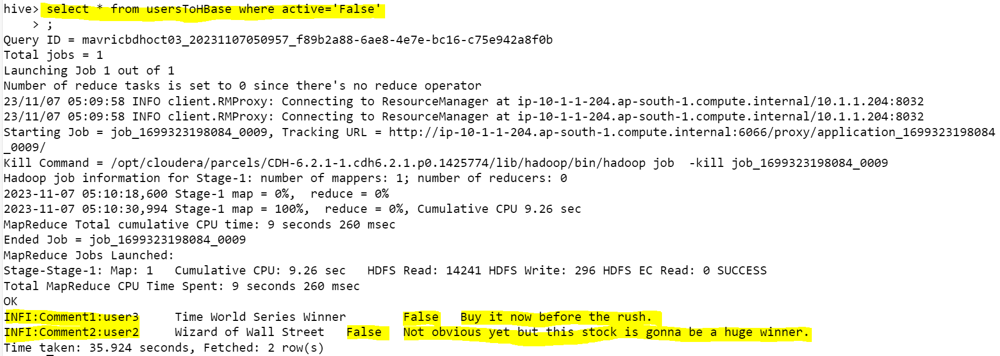 hive> select * from usersToHBase where active='False'
    > ;
Query ID = mavricbdhoct03_20231107050957_f89b2a88-6ae8-4e7e-bc16-c75e942a8f0b
Total jobs = 1
Launching Job 1 out of 1
Number of reduce tasks is set to 0 since there's no reduce operator
23/11/07 05:09:58 INFO client.RMProxy: Connecting to ResourceManager at ip-10-1-1-204.ap-south-1.compute.internal/10.1.1.204:8032
23/11/07 05:09:58 INFO client.RMProxy: Connecting to ResourceManager at ip-10-1-1-204.ap-south-1.compute.internal/10.1.1.204:8032
Starting Job = job_1699323198084_0009, Tracking URL = http://ip-10-1-1-204.ap-south-1.compute.internal:6066/proxy/application_1699323198084
_0009/
Kill Command = /opt/cloudera/parcels/CDH-6.2.1-1.cdh6.2.1.p0.1425774/lib/hadoop/bin/hadoop job  -kill job_1699323198084_0009
Hadoop job information for Stage-1: number of mappers: 1; number of reducers: 0
2023-11-07 05:10:18,600 Stage-1 map = 0%,  reduce = 0%
2023-11-07 05:10:30,994 Stage-1 map = 100%,  reduce = 0%, Cumulative CPU 9.26 sec
MapReduce Total cumulative CPU time: 9 seconds 260 msec
Ended Job = job_1699323198084_0009
MapReduce Jobs Launched:
Stage-Stage-1: Map: 1   Cumulative CPU: 9.26 sec   HDFS Read: 14241 HDFS Write: 296 HDFS EC Read: 0 SUCCESS
Total MapReduce CPU Time Spent: 9 seconds 260 msec
OK
INFI:Comment1:user3     Time World Series Winner        False   Buy it now before the rush.
INFI:Comment2:user2     Wizard of Wall Street   False   Not obvious yet but this stock is gonna be a huge winner.
Time taken: 35.924 seconds, Fetched: 2 row(s)